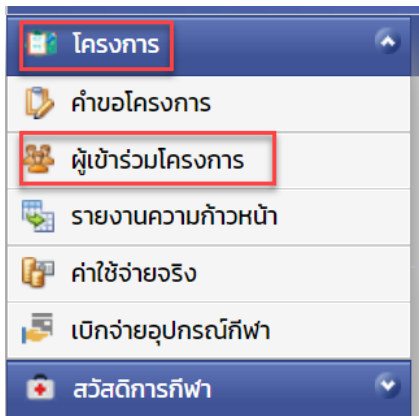 โครงการ
คำขอโครงการ
ผู้เข้าร่วมโครงการ
รายงานความก้าวหน้า
ค่าใช้จ่ายจริง
เบิกจ่ายอุปกรณ์กีฬา
สวัสดิการกีฬา